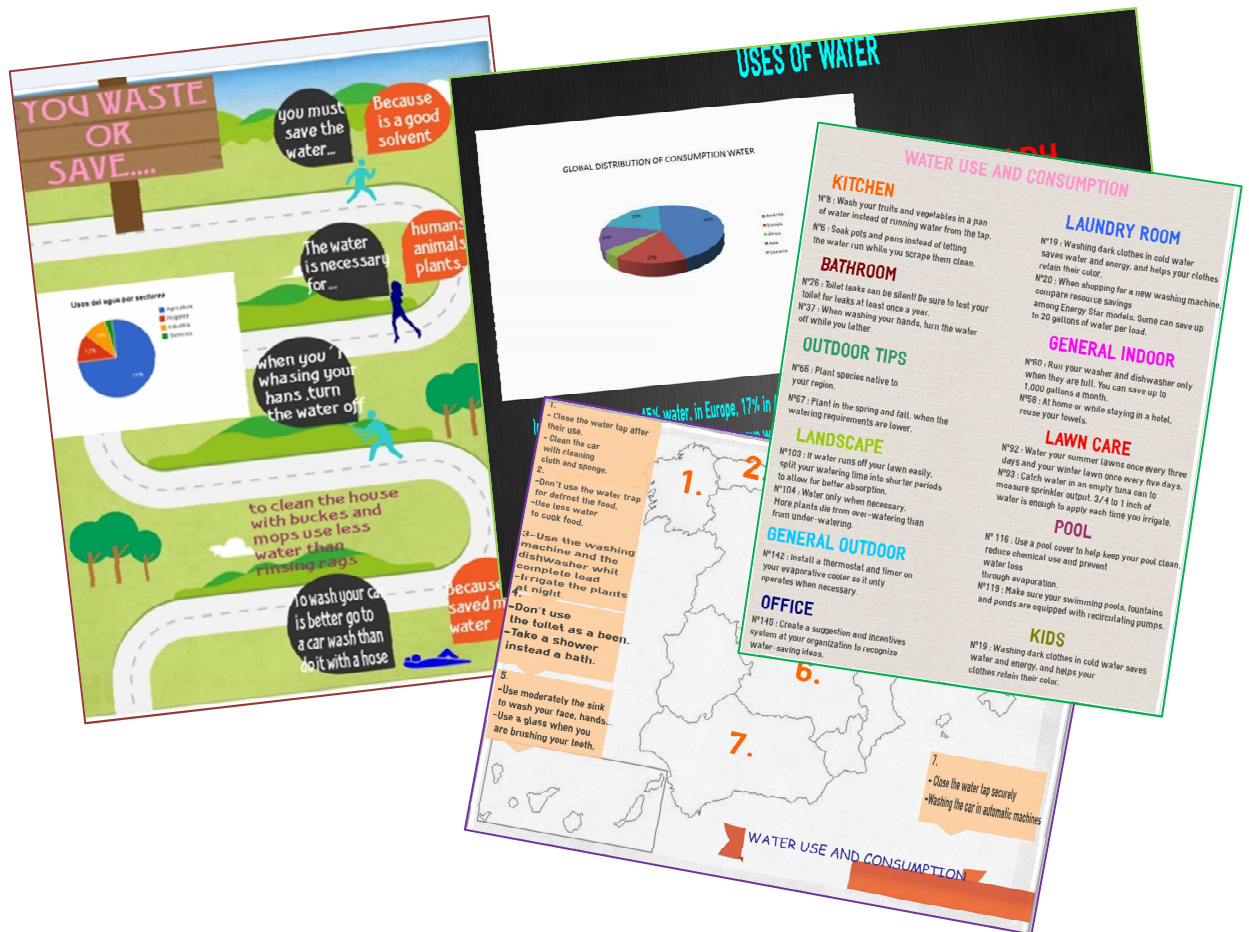 YOU WASTE
OR
SAVE....
you must
save the
water...
Because
is a good
solvent
The water
is necessary
for...
humans
animals
plants
Usos del agua por sectores
Agricultura
Hogares
Industria
Servicios
when you
whasing your
hans ,turn
the water off
to clean the house
with buckes and
mops use less
water than
rinsing rags
To wash your ca
is better go to
a car wash than
do it with a hose
Because
saved m
water
USES OF WATER
GLOBAL DISTRIBUTION OF CONSUMPTION WATER
America
Europa
Africa
Asia
Oceania
17%
45% water, in Europe, 17% in
1.
- Close the water tap after
their use.
- Clean the car
with cleaning
cloth and sponge.
2.
-Don't use the water trap
for defrost the food.
-Use less water
to cook food.
3-Use the washing
machine and the
dishwasher whit
complete load
-Irrigate the plants
at night.
4.
-Don't use
the toilet as a been.
-Take a shower
instead a bath.
5.
-Use moderately the sink
to wash your face, hands...
-Use a glass when you
are brushing your teeth.
1.
2.
6.
7.
7.
- Close the water tap securely
-Washing the car in automatic machines
WATER USE AND CONSUMPTION
WATER USE AND CONSUMPTION
KITCHEN
Nº8 : Wash your fruits and vegetables in a pan
of water instead of running water from the tap.
Nº6 : Soak pots and pans instead of letting
the water run while you scrape them clean.
BATHROOM
Nº26 : Toilet leaks can be silent! Be sure to test your
toilet for leaks at least once a year.
Nº37 : When washing your hands, turn the water
off while you lather.
OUTDOOR TIPS
Nº66 : Plant species native to
your region.
Nº67 : Plant in the spring and fall, when the
watering requirements are lower.
LANDSCAPE
Nº103 : If water runs off your lawn easily,
split your watering time into shorter periods
to allow for better absorption.
Nº104 : Water only when necessary.
More plants die from over-watering than
from under-watering.
GENERAL OUTDOOR
Nº142 : Install a thermostat and timer on
your evaporative cooler so it only
operates when necessary.
OFFICE
Nº145 : Create a suggestion and incentives
system at your organization to recognize
water-saving ideas.
LAUNDRY ROOM
Nº19 : Washing dark clothes in cold water
saves water and energy, and helps your clothes
retain their color.
Nº20 : When shopping for a new washing machine,
compare resource savings
among Energy Star models. Some can save up
to 20 gallons of water per load.
GENERAL INDOOR
Nº60 : Run your washer and dishwasher only
when they are full. You can save up to
1,000 gallons a month.
Nº58 : At home or while staying in a hotel,
reuse your towels.
LAWN CARE
Nº92 : Water your summer lawns once every three
days and your winter lawn once every five days.
Nº93 : Catch water in an empty tuna can to
measure sprinkler output. 3/4 to 1 inch of
water is enough to apply each time you irrigate.
POOL
Nº 116 : Use a pool cover to help keep your pool clean,
reduce chemical use and prevent
water loss
through evaporation.
Nº119 : Make sure your swimming pools, fountains
and ponds are equipped with recirculating pumps.
KIDS
Nº19 : Washing dark clothes in cold water saves
water and energy, and helps your
clothes retain their color.